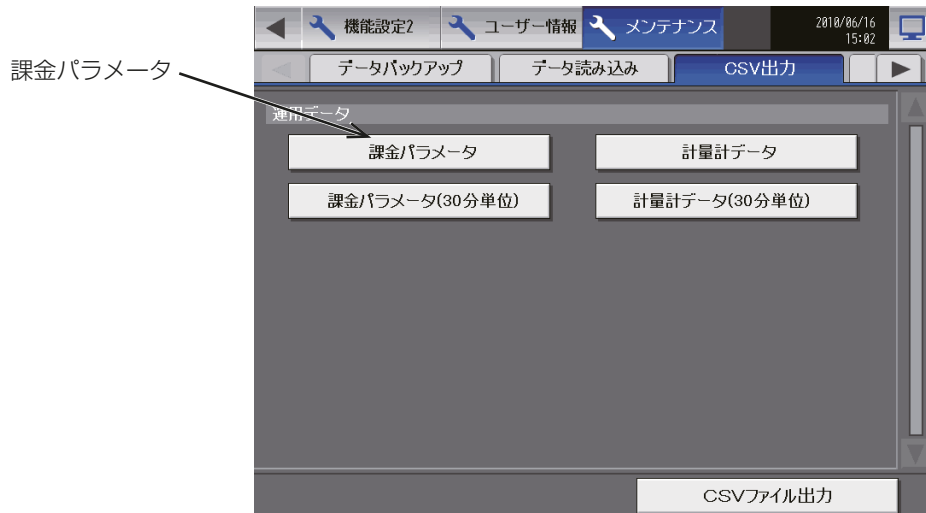 機能設定2 ユーザー情報 メンテナンス 2010/06/16
15:02
データバックアップ データ読み込み CSV出力
課金パラメータ
運用データ
課金パラメータ 計量計データ
課金パラメータ(30分単位) 計量計データ(30分単位)
CSVファイル出力